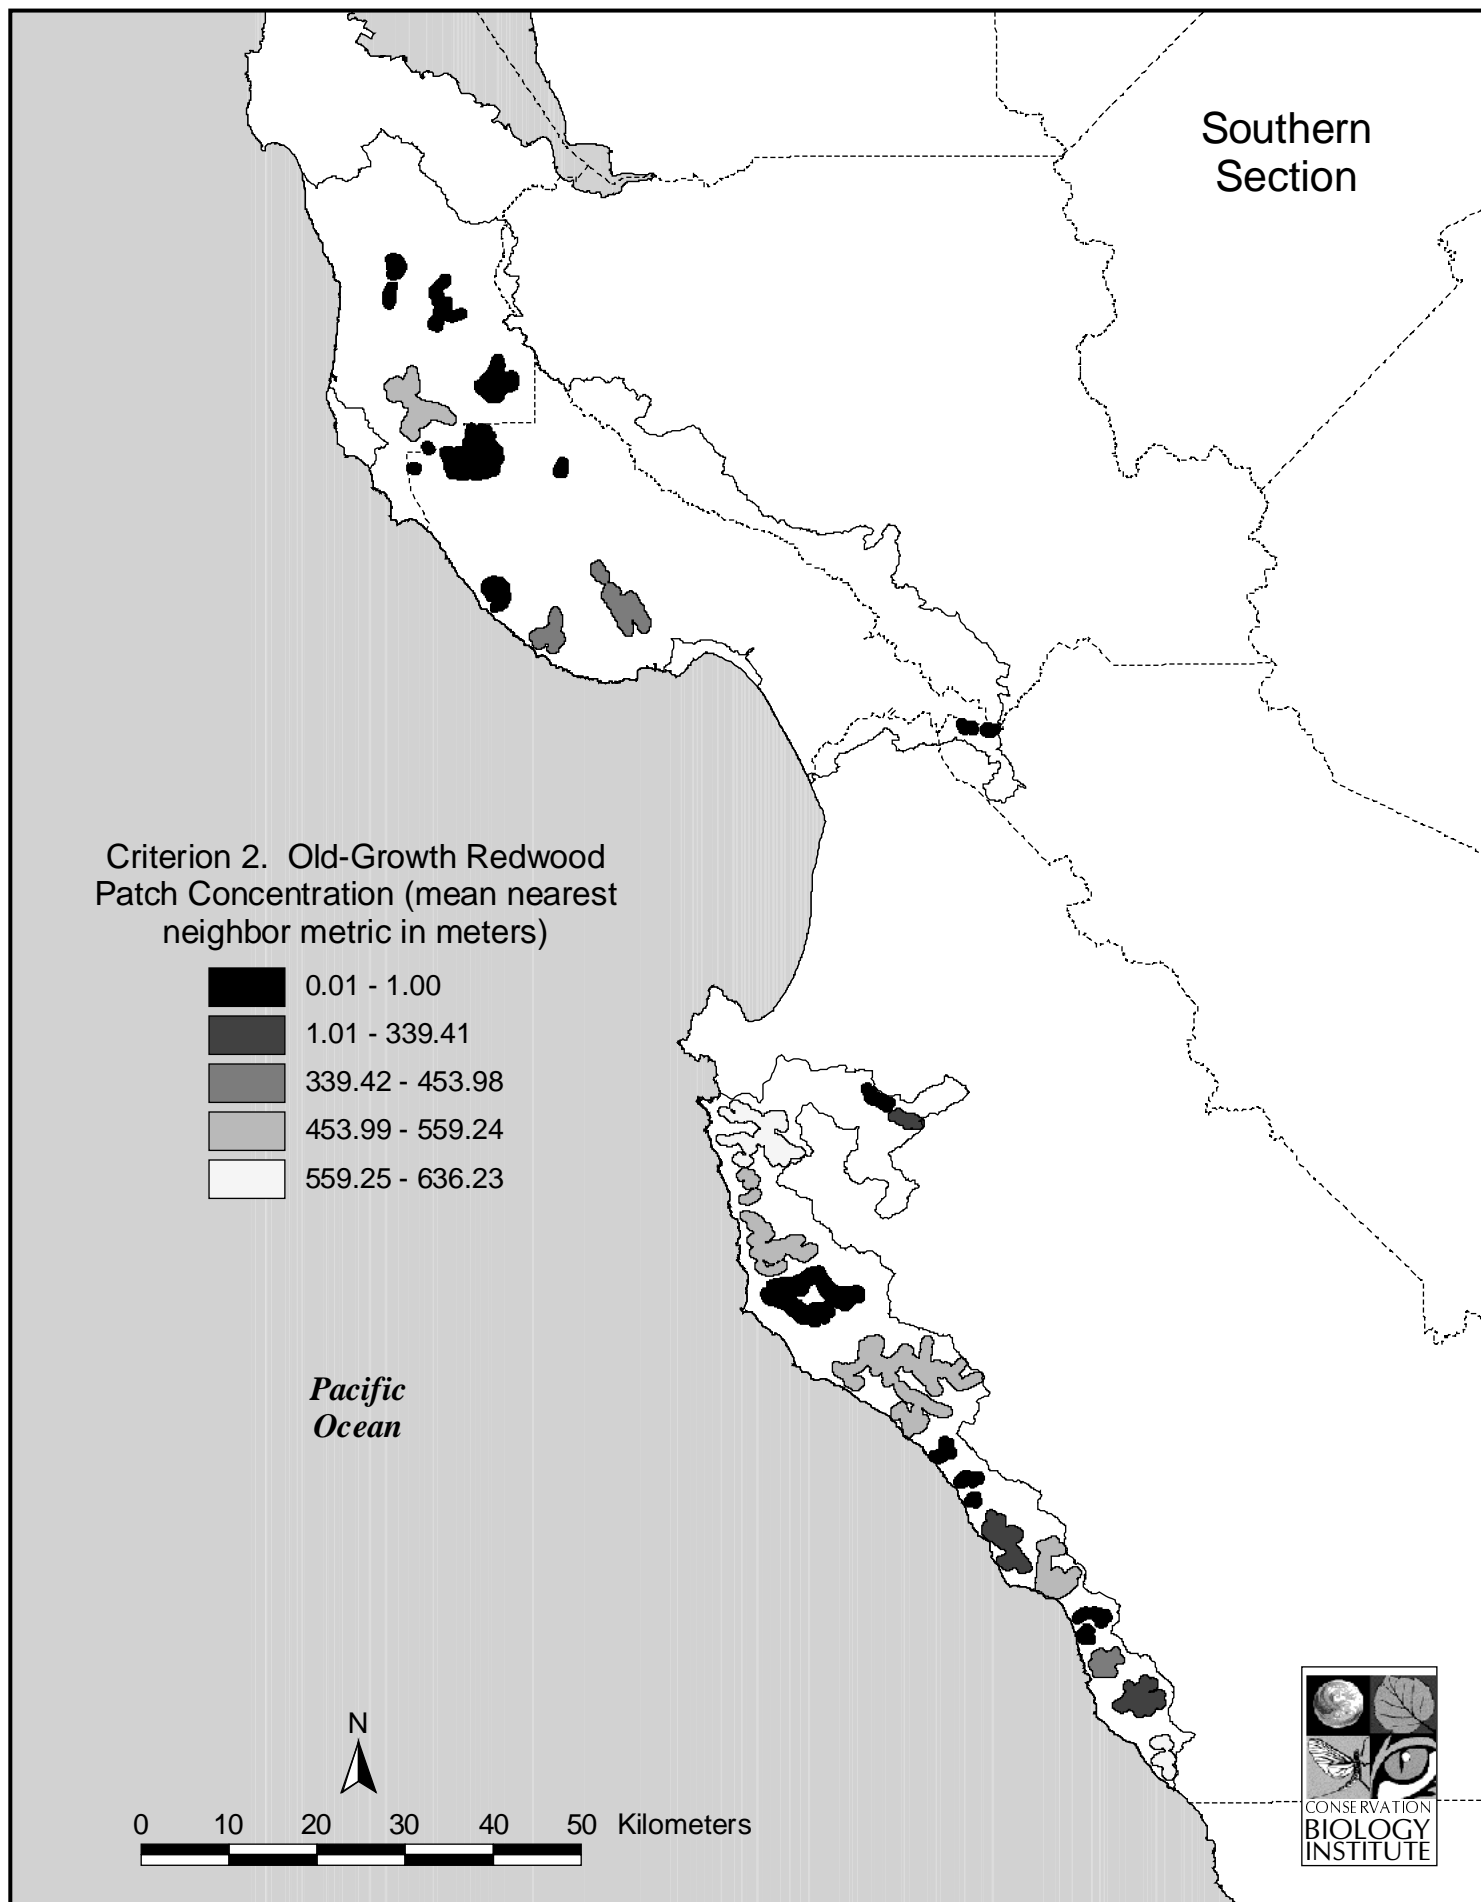 Southern
Section
Criterion 2.  Old-Growth Redwood
Patch Concentration (mean nearest
neighbor metric in meters)
0.01 - 1.00
1.01 - 339.41
339.42 - 453.98
453.99 - 559.24
559.25 - 636.23
Pacific
Ocean
N
0 10 20 30 40 50 Kilometers
CONSERVATION
BIOLOGY
INSTITUTE